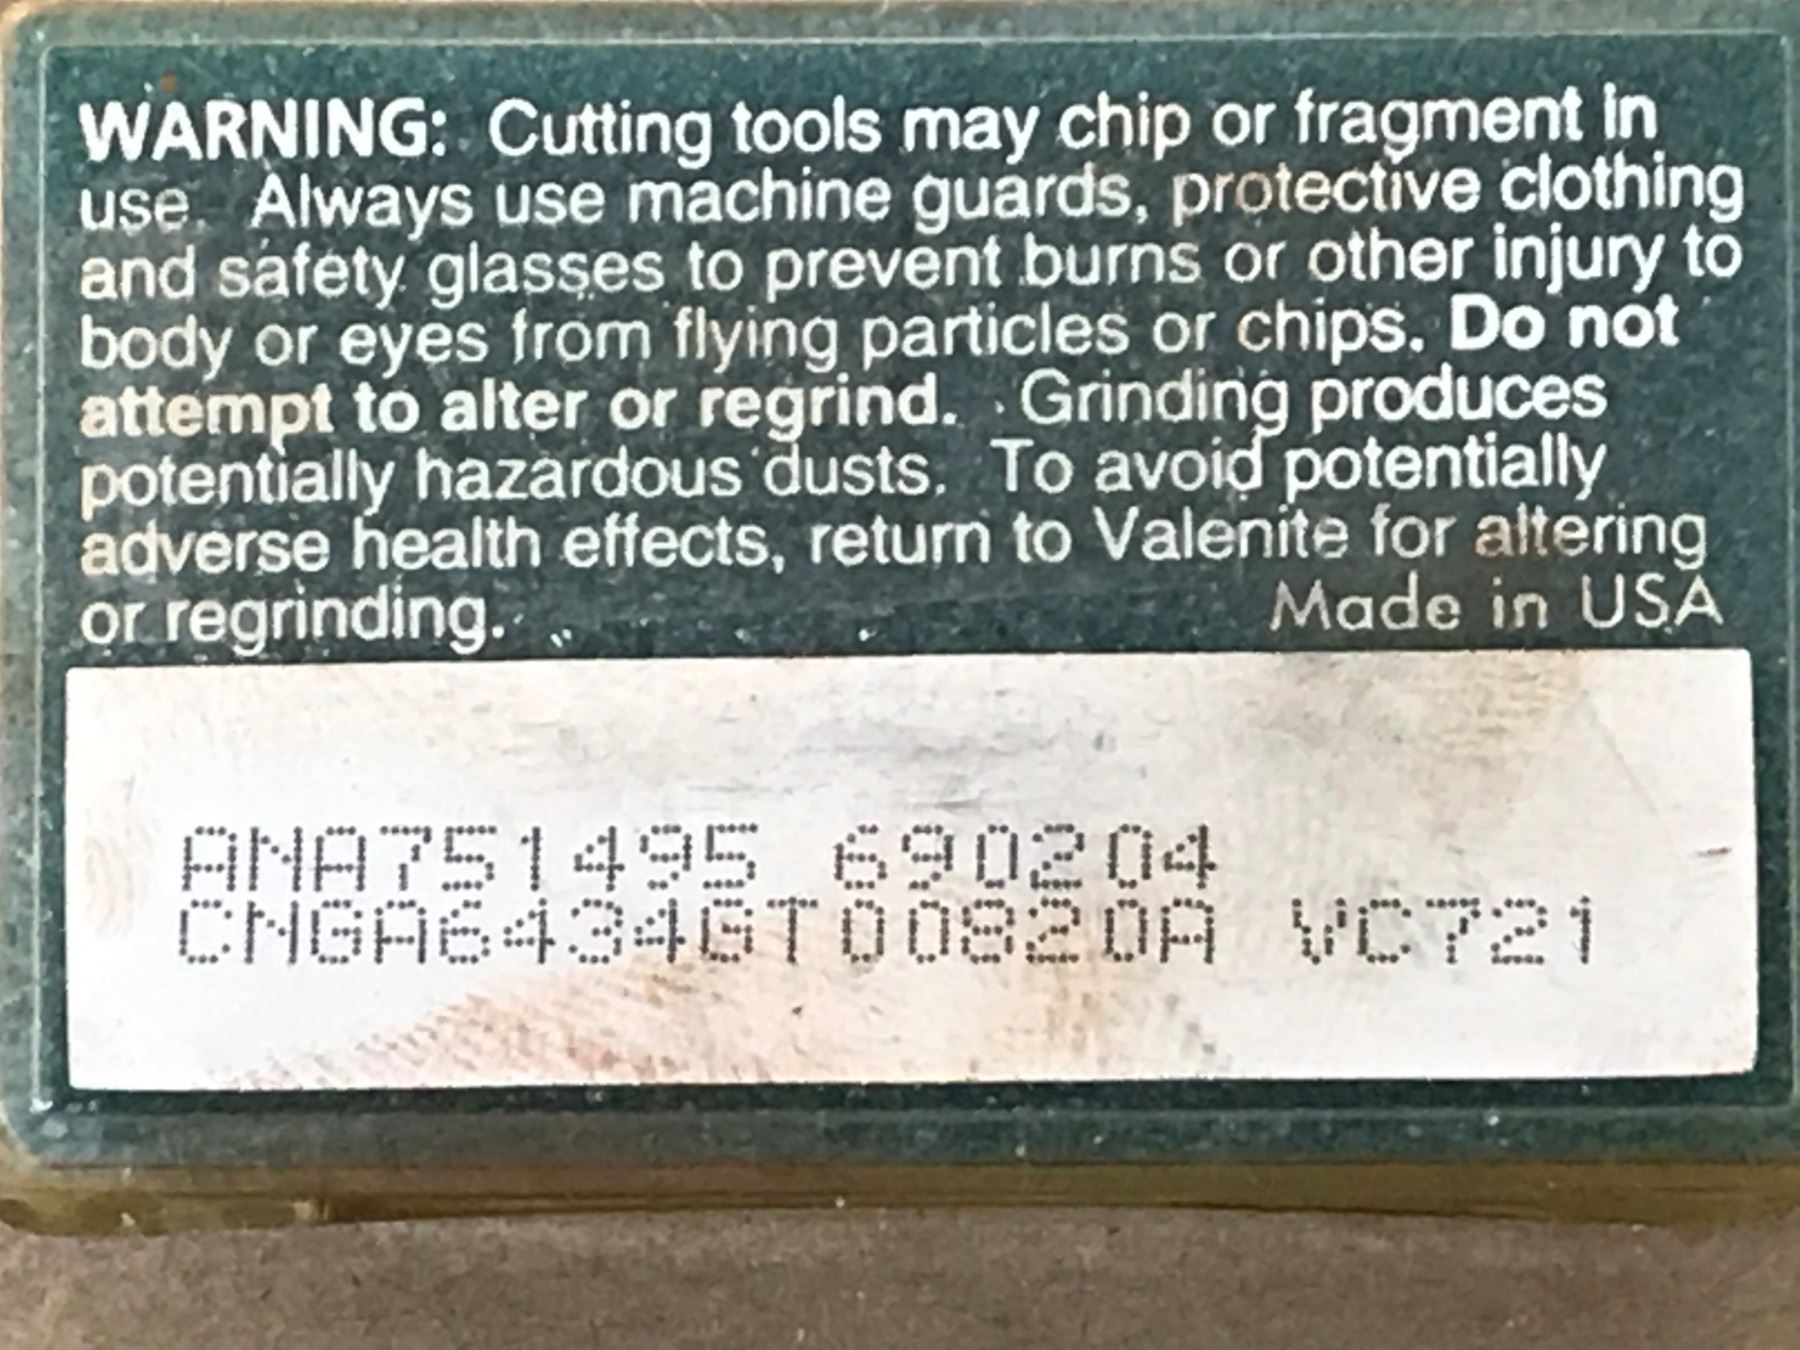 WARNING: Cutting tools may chip or fragment in
use. Always use machine guards, protective clothing
and safety glasses to prevent burns or other injury to
body or eyes from flying particles or chips. Do not
attempt to alter or regrind. Grinding produces
potentially hazardous dusts. To avoid potentially
adverse health effects, return to Valenite for altering
or regrinding.
Made in USA
ANA751495 690204
CNGA6434GT00820A VC721